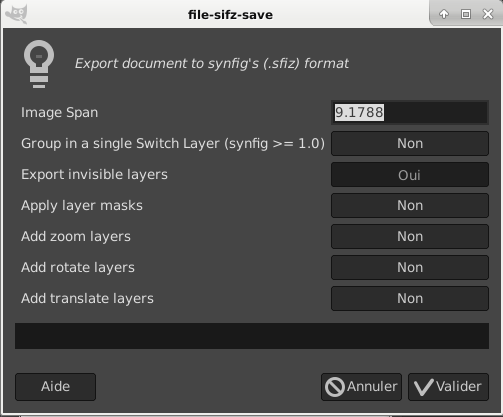 file-sifz-save
Export document to synfig's (.sfiz) format
Image Span 9.1788
Group in a single Switch Layer (synfig >= 1.0) Non
Export invisible layers Oui
Apply layer masks Non
Add zoom layers Non
Add rotate layers Non
Add translate layers Non
Aide Annuler Valider